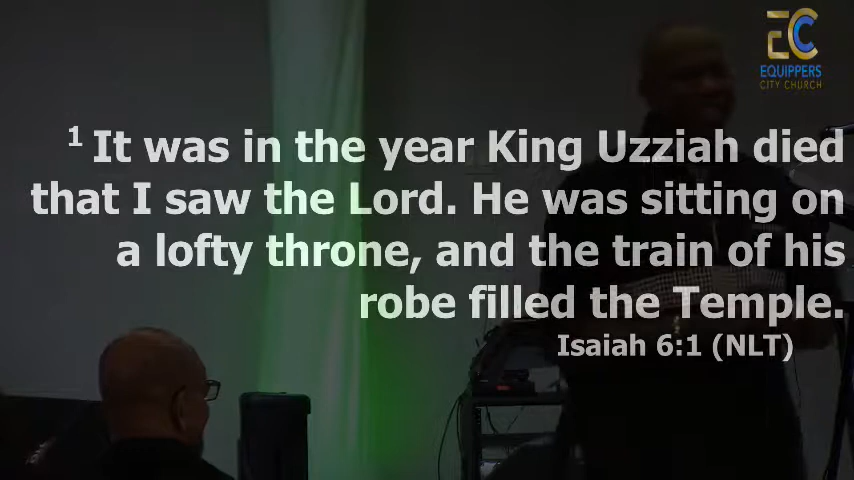 EC
EQUIPPERS
CITY CHURCH
1 It was in the year King Uzziah died
that I saw the Lord. He was sitting on
a lofty throne, and the train of his
robe filled the Temple.
Isaiah 6:1 (NLT)